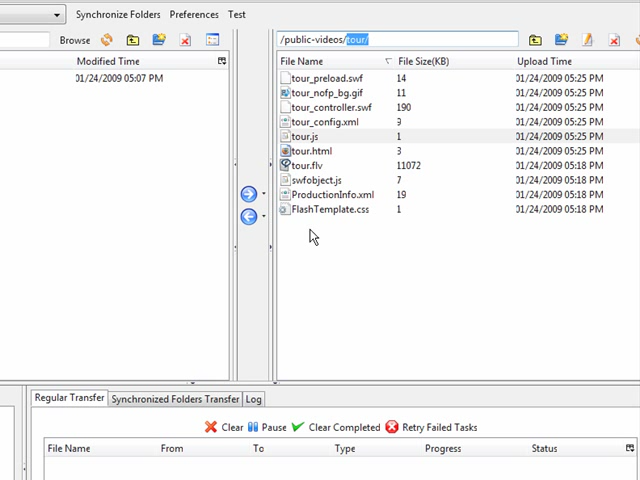 Synchronize Folders Preferences Test
Browse /public-videos/tour/
Modified Time File Name File Size(KB) Upload Time
01/24/2009 05:07 PM tour_preload.swf 14 01/24/2009 05:25 PM
tour_nofp_bg.gif 11 01/24/2009 05:25 PM
tour_controller.swf 190 01/24/2009 05:25 PM
tour_config.xml 9 01/24/2009 05:25 PM
tour.js 1 01/24/2009 05:25 PM
tour.html 3 01/24/2009 05:25 PM
tour.flv 11072 01/24/2009 05:18 PM
swfobject.js 7 01/24/2009 05:18 PM
ProductionInfo.xml 19 01/24/2009 05:18 PM
FlashTemplate.css 1 01/24/2009 05:18 PM
Regular Transfer Synchronized Folders Transfer Log
Clear Pause Clear Completed Retry Failed Tasks
File Name From To Type Progress Status